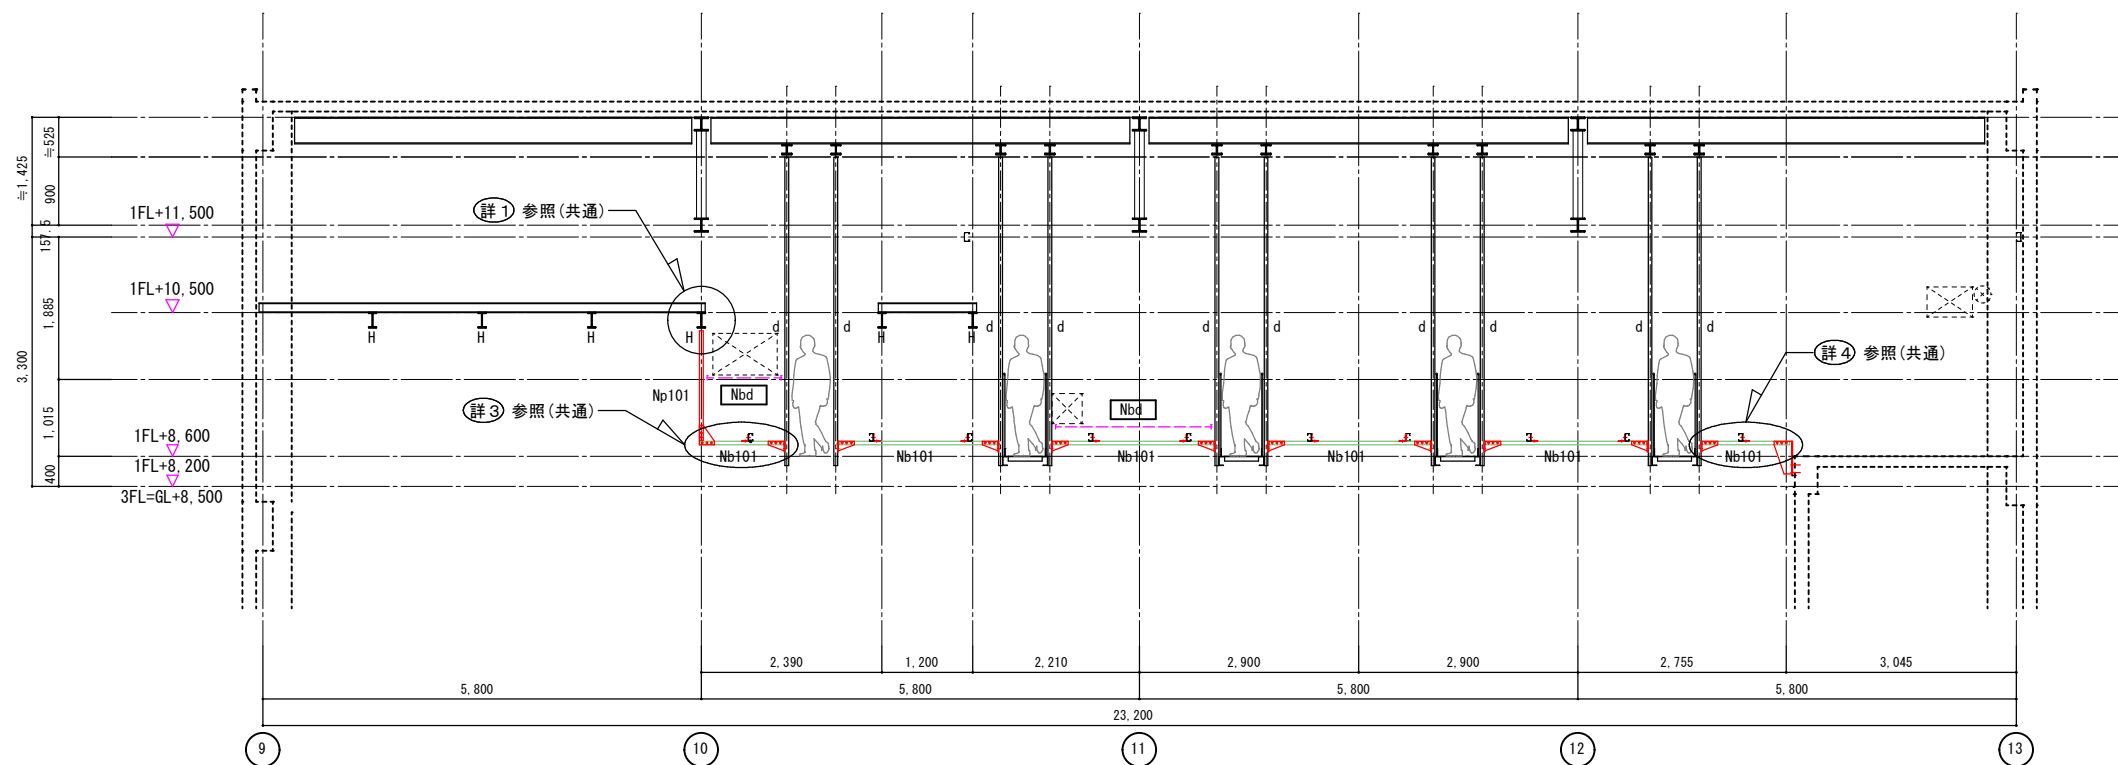 ≒525
≒1,425
900
157.5
1FL+11,500
詳1 参照(共通)
1FL+10,500
1,885
3,300
H
H
H
H
d
d
H
H
d
d
d
d
d
d
d
d
詳4 参照(共通)
Np101
Nbd
Nbd
詳3 参照(共通)
1,015
1FL+8,600
Nb101
Nb101
Nb101
Nb101
Nb101
Nb101
1FL+8,200
400
3FL=GL+8,500
2,390
1,200
2,210
2,900
2,900
2,755
3,045
5,800
5,800
5,800
5,800
23,200
9
10
11
12
13